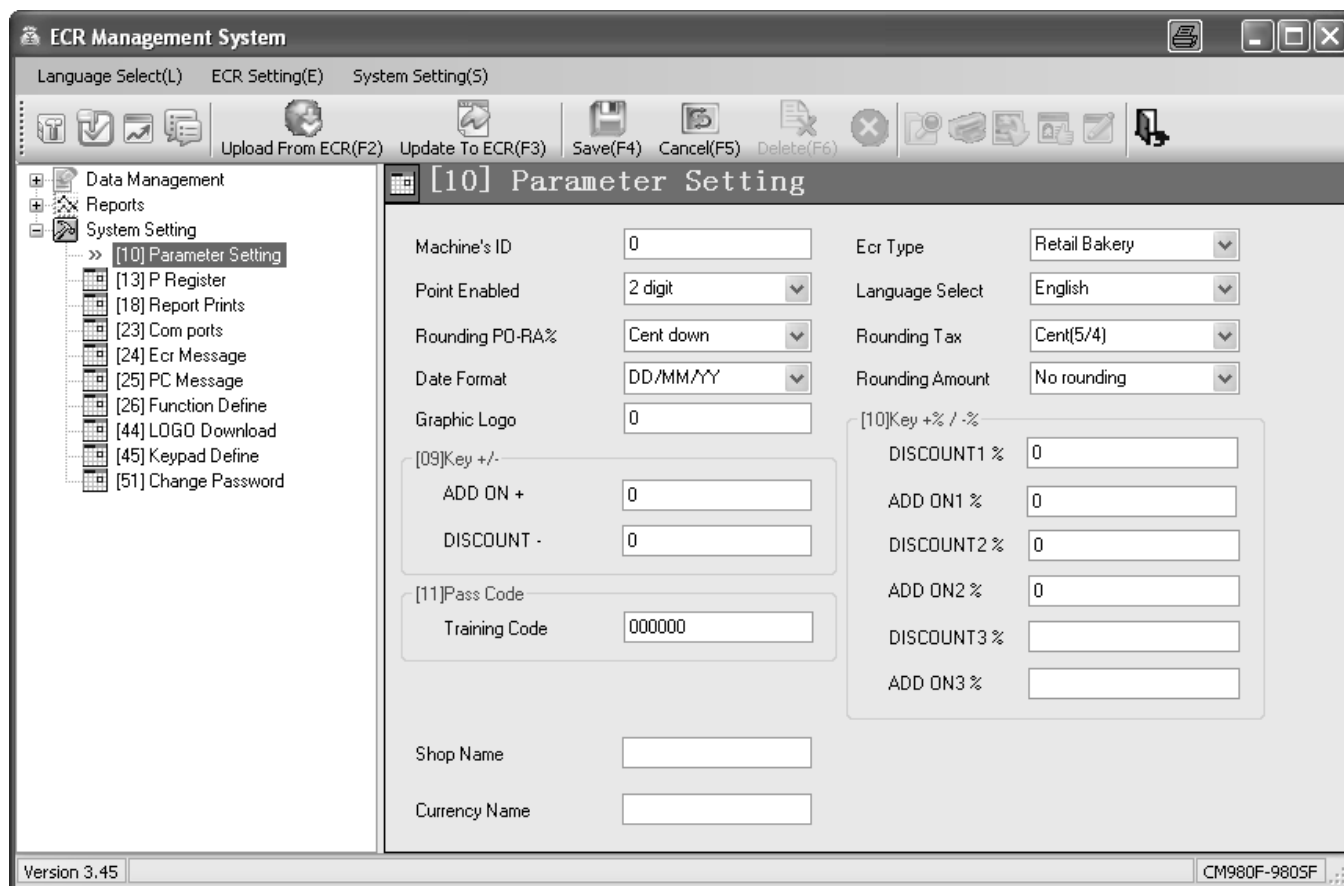 ECR Management System
Language Select(L) ECR Setting(E) System Setting(S)
Upload From ECR(F2) Update To ECR(F3) Save(F4) Cancel(F5) Delete(F6)
Data Management
Reports
System Setting
» [10] Parameter Setting
[13] P Register
[18] Report Prints
[23] Com ports
[24] Ecr Message
[25] PC Message
[26] Function Define
[44] LOGO Download
[45] Keypad Define
[51] Change Password
[10] Parameter Setting
Machine's ID 0 Ecr Type Retail Bakery
Point Enabled 2 digit Language Select English
Rounding PO-RA% Cent down Rounding Tax Cent(5/4)
Date Format DD/MM/YY Rounding Amount No rounding
Graphic Logo 0
[09]Key +/-
ADD ON + 0
DISCOUNT - 0
[11]Pass Code
Training Code 000000
[10]Key +% / -%
DISCOUNT1 % 0
ADD ON1 % 0
DISCOUNT2 % 0
ADD ON2 % 0
DISCOUNT3 %
ADD ON3 %
Shop Name
Currency Name
Version 3.45 CM980F-980SF